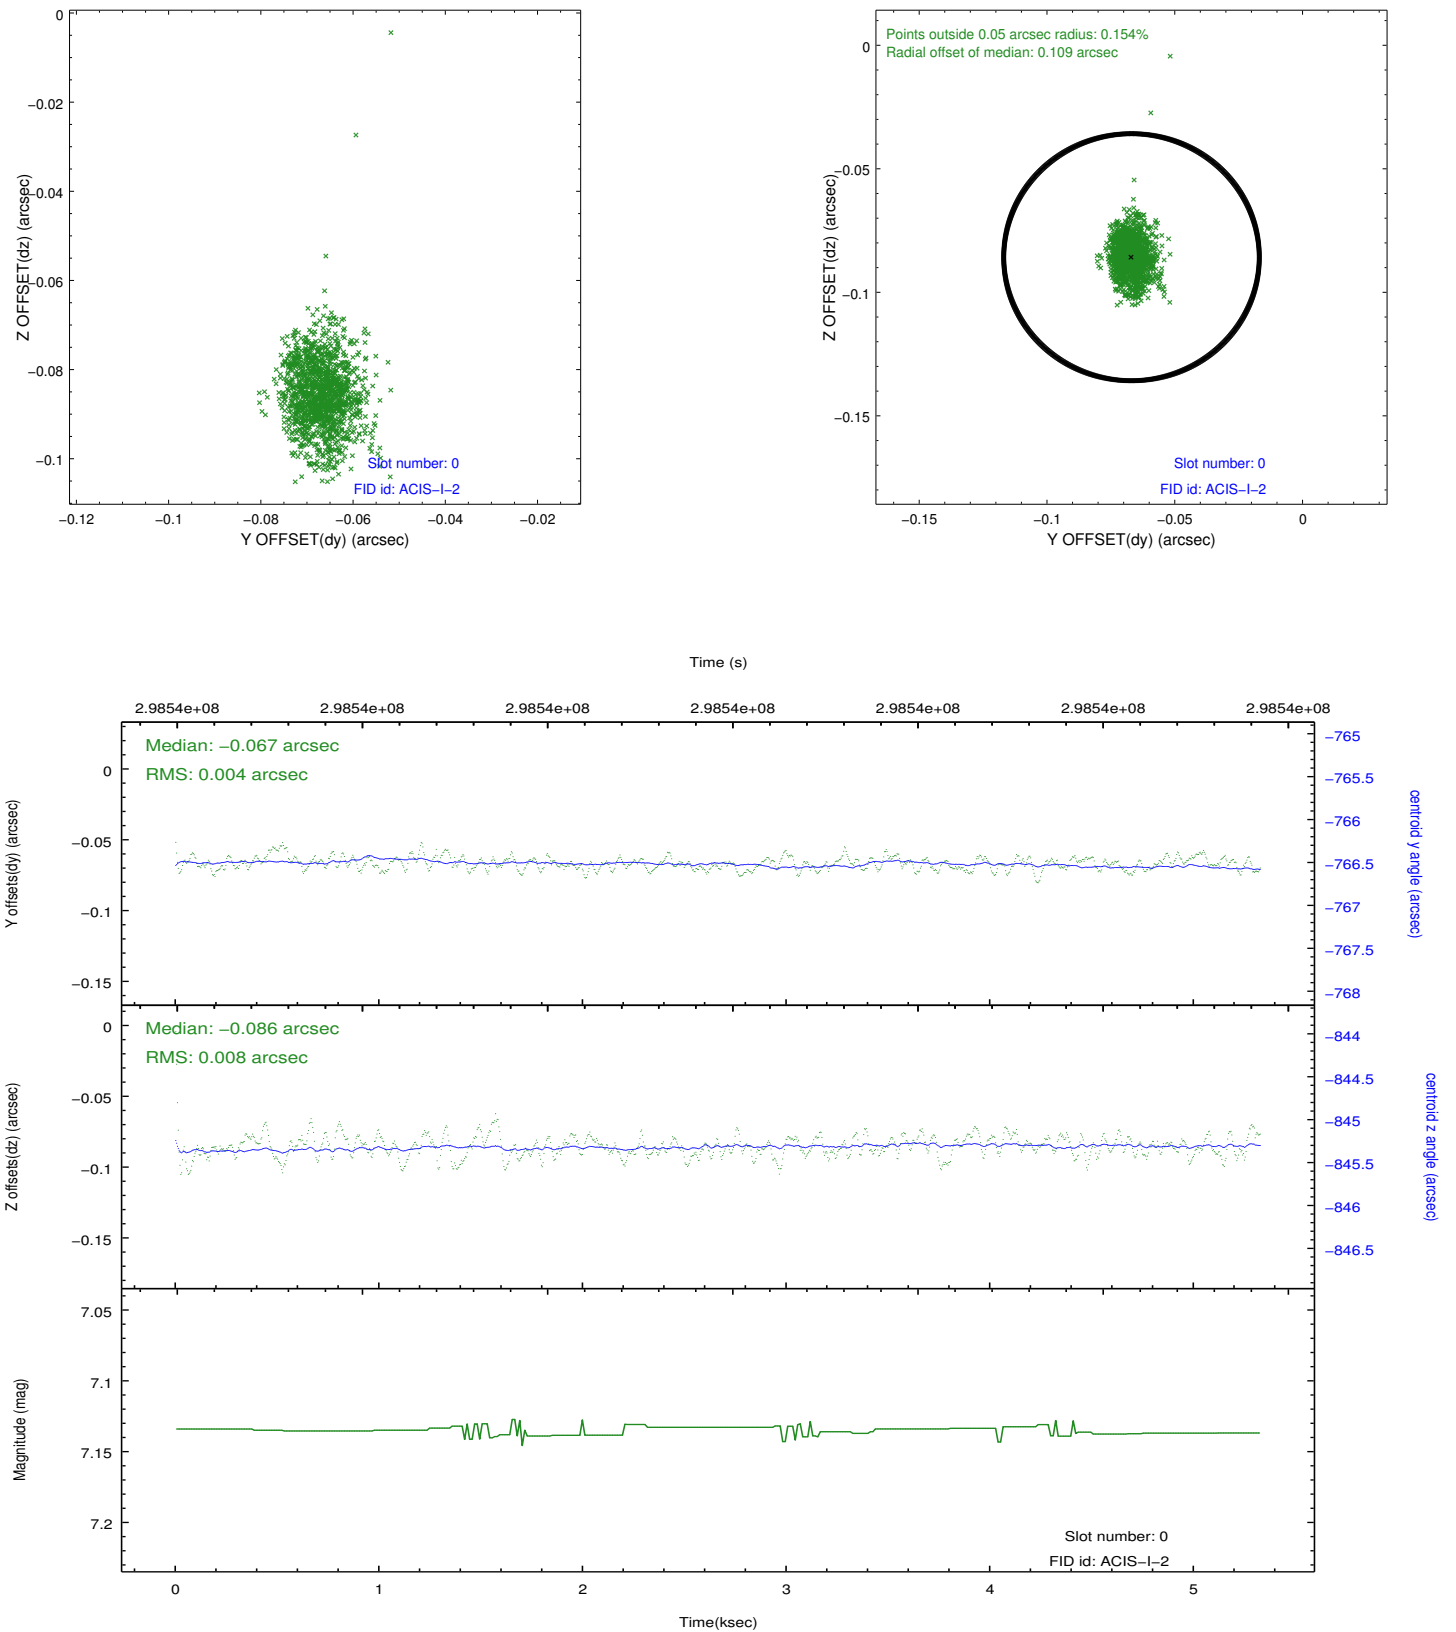 0
−0.02
−0.04
−0.06
−0.08
−0.1
Z OFFSET(dz) (arcsec)
Slot number: 0
FID id: ACIS−I−2
−0.12
−0.1
−0.08
−0.06
−0.04
−0.02
Y OFFSET(dy) (arcsec)
Points outside 0.05 arcsec radius: 0.154%
Radial offset of median: 0.109 arcsec
0
−0.05
−0.1
−0.15
Z OFFSET(dz) (arcsec)
Slot number: 0
FID id: ACIS−I−2
−0.15
−0.1
−0.05
0
Y OFFSET(dy) (arcsec)
Time (s)
2.9854e+08
2.9854e+08
2.9854e+08
2.9854e+08
2.9854e+08
2.9854e+08
2.9854e+08
Median: −0.067 arcsec
RMS: 0.004 arcsec
0
−0.05
−0.1
−0.15
Y offsets(dy) (arcsec)
−765
−765.5
−766
−766.5
−767
−767.5
−768
centroid y angle (arcsec)
Median: −0.086 arcsec
RMS: 0.008 arcsec
0
−0.05
−0.1
−0.15
Z offsets(dz) (arcsec)
−844
−844.5
−845
−845.5
−846
−846.5
centroid z angle (arcsec)
7.05
7.1
7.15
7.2
Magnitude (mag)
Slot number: 0
FID id: ACIS−I−2
0
1
2
3
4
5
Time(ksec)